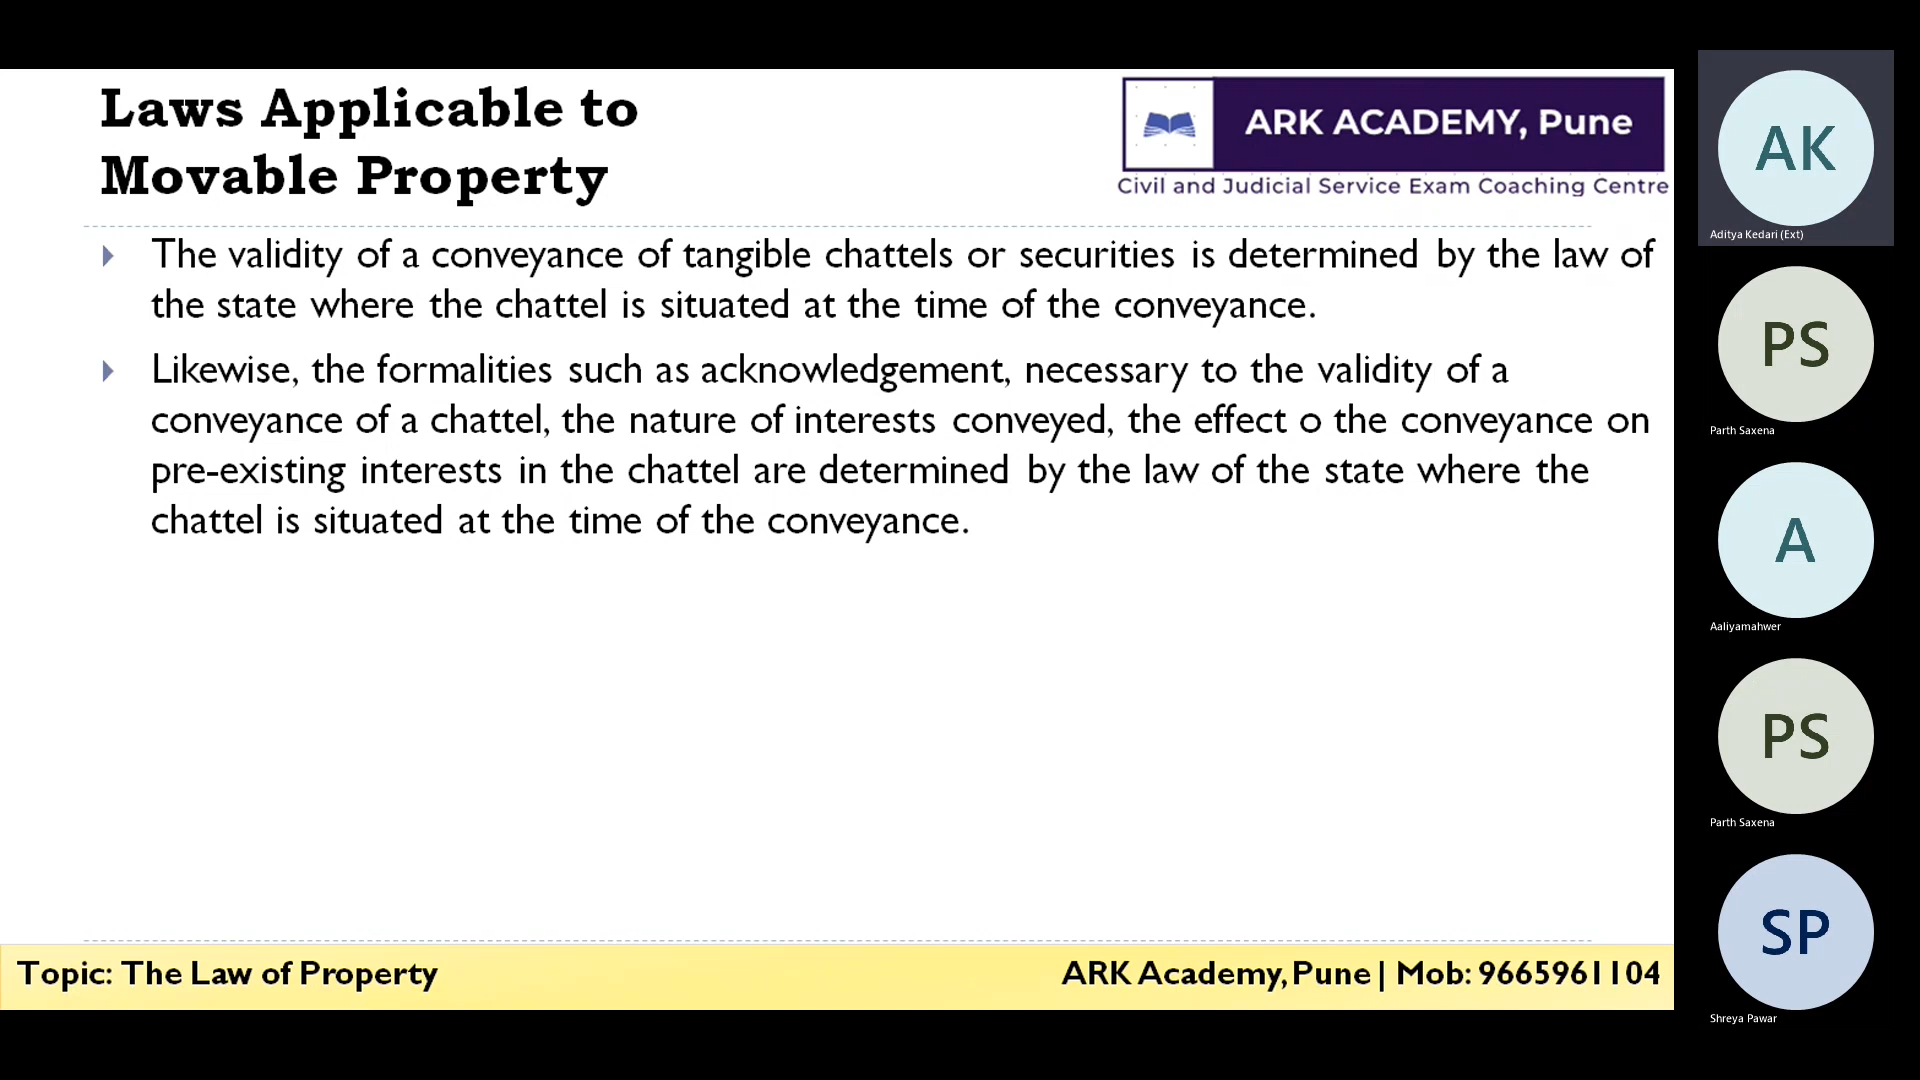 Laws Applicable to
Movable Property
ARK ACADEMY, Pune
Civil and Judicial Service Exam Coaching Centre
The validity of a conveyance of tangible chattels or securities is determined by the law of
the state where the chattel is situated at the time of the conveyance.
Likewise, the formalities such as acknowledgement, necessary to the validity of a
conveyance of a chattel, the nature of interests conveyed, the effect o the conveyance on
pre-existing interests in the chattel are determined by the law of the state where the
chattel is situated at the time of the conveyance.
Topic: The Law of Property
ARK Academy, Pune | Mob: 9665961104
AK
Aditya Kedari (Ext)
PS
Parth Saxena
A
Aaliyamahwer
PS
Parth Saxena
SP
Shreya Pawar